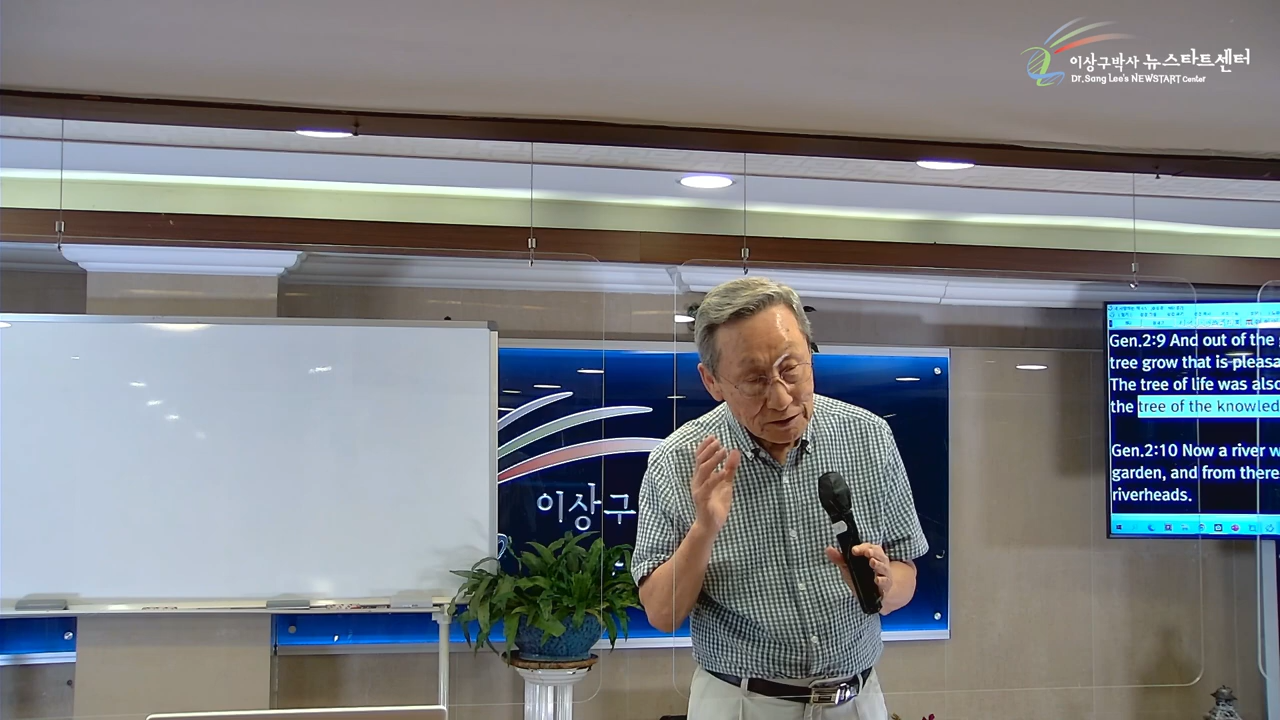 이상구박사 뉴스타트센터
Dr. Sang Lee's NEWSTART Center
이상구
Gen.2:9 And out of the
tree grow that is pleasa
The tree of life was also
the tree of the knowled
Gen.2:10 Now a river w
garden, and from there
riverheads.